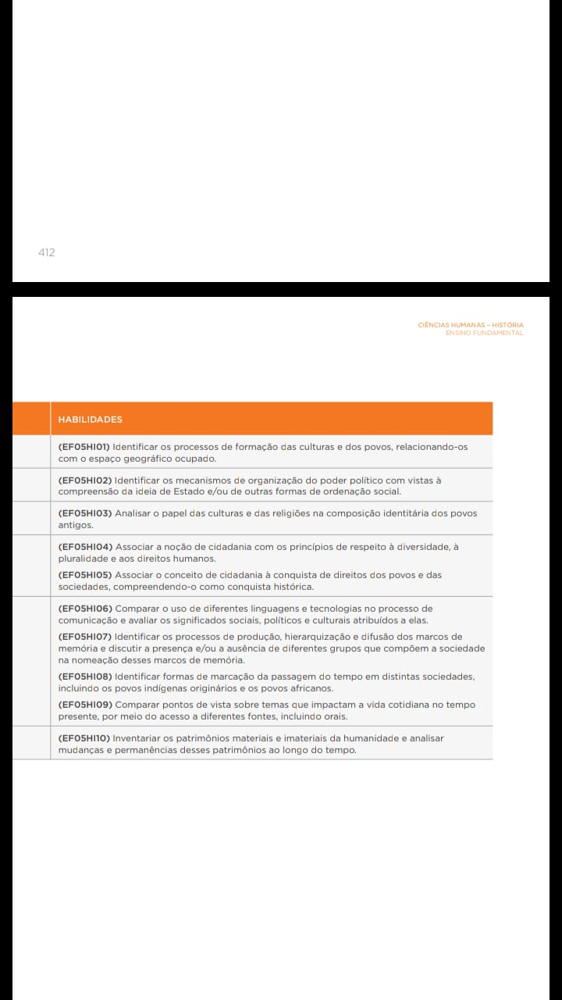 412
CIÊNCIAS HUMANAS – HISTÓRIA
ENSINO FUNDAMENTAL
HABILIDADES
(EF05HI01) Identificar os processos de formação das culturas e dos povos, relacionando-os
com o espaço geográfico ocupado.
(EF05HI02) Identificar os mecanismos de organização do poder político com vistas à
compreensão da ideia de Estado e/ou de outras formas de ordenação social.
(EF05HI03) Analisar o papel das culturas e das religiões na composição identitária dos povos
antigos.
(EF05HI04) Associar a noção de cidadania com os princípios de respeito à diversidade, à
pluralidade e aos direitos humanos.
(EF05HI05) Associar o conceito de cidadania à conquista de direitos dos povos e das
sociedades, compreendendo-o como conquista histórica.
(EF05HI06) Comparar o uso de diferentes linguagens e tecnologias no processo de
comunicação e avaliar os significados sociais, políticos e culturais atribuídos a elas.
(EF05HI07) Identificar os processos de produção, hierarquização e difusão dos marcos de
memória e discutir a presença e/ou a ausência de diferentes grupos que compõem a sociedade
na nomeação desses marcos de memória.
(EF05HI08) Identificar formas de marcação da passagem do tempo em distintas sociedades,
incluindo os povos indígenas originários e os povos africanos.
(EF05HI09) Comparar pontos de vista sobre temas que impactam a vida cotidiana no tempo
presente, por meio do acesso a diferentes fontes, incluindo orais.
(EF05HI10) Inventariar os patrimônios materiais e imateriais da humanidade e analisar
mudanças e permanências desses patrimônios ao longo do tempo.